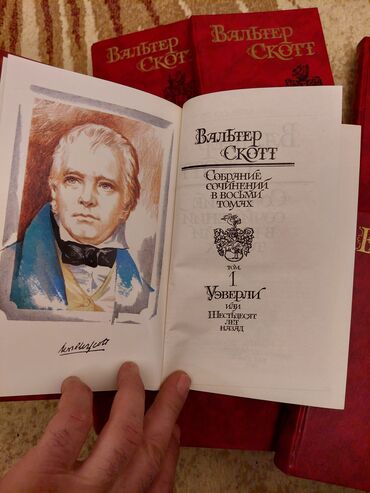 Вальтер
Скотт
Вальтер
Скотт
Вальтер
Скотт
Собрание
сочинений
в восьми
томах
том
1
Уэверли
или
Шестьдесят
лет
назад